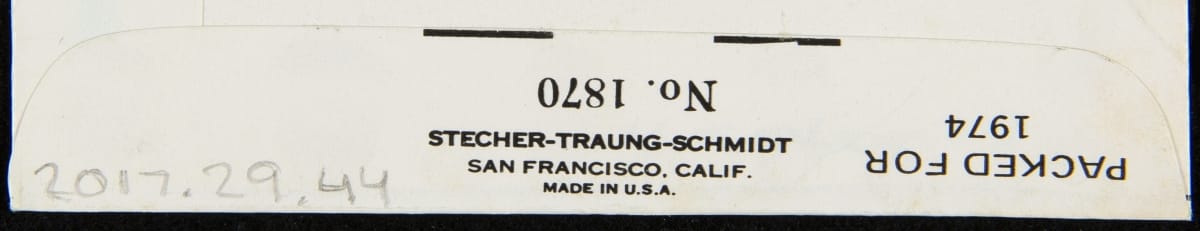 No. 1870
STECHER-TRAUNG-SCHMIDT
SAN FRANCISCO, CALIF.
MADE IN U.S.A.
PACKED FOR
1974
2017.29.44